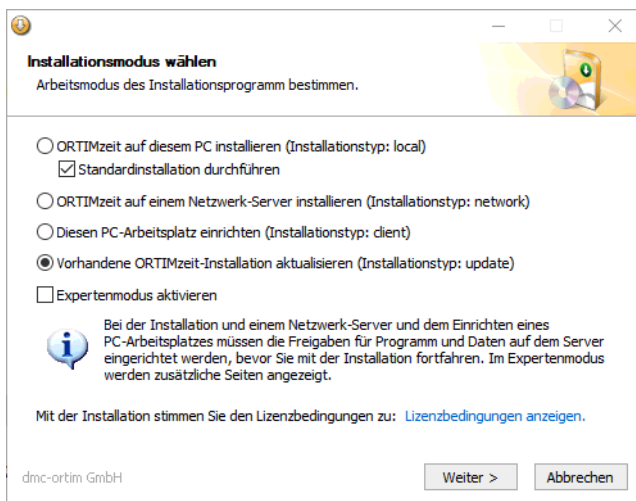 Installationsmodus wählen
Arbeitsmodus des Installationsprogramm bestimmen.
ORTIMzeit auf diesem PC installieren (Installationstyp: local)
Standardinstallation durchführen
ORTIMzeit auf einem Netzwerk-Server installieren (Installationstyp: network)
Diesen PC-Arbeitsplatz einrichten (Installationstyp: client)
Vorhandene ORTIMzeit-Installation aktualisieren (Installationstyp: update)
Expertenmodus aktivieren
Bei der Installation und einem Netzwerk-Server und dem Einrichten eines
PC-Arbeitsplatzes müssen die Freigaben für Programm und Daten auf dem Server
eingerichtet werden, bevor Sie mit der Installation fortfahren. Im Expertenmodus
werden zusätzliche Seiten angezeigt.
Mit der Installation stimmen Sie den Lizenzbedingungen zu: Lizenzbedingungen anzeigen.
dmc-ortim GmbH
Weiter > Abbrechen